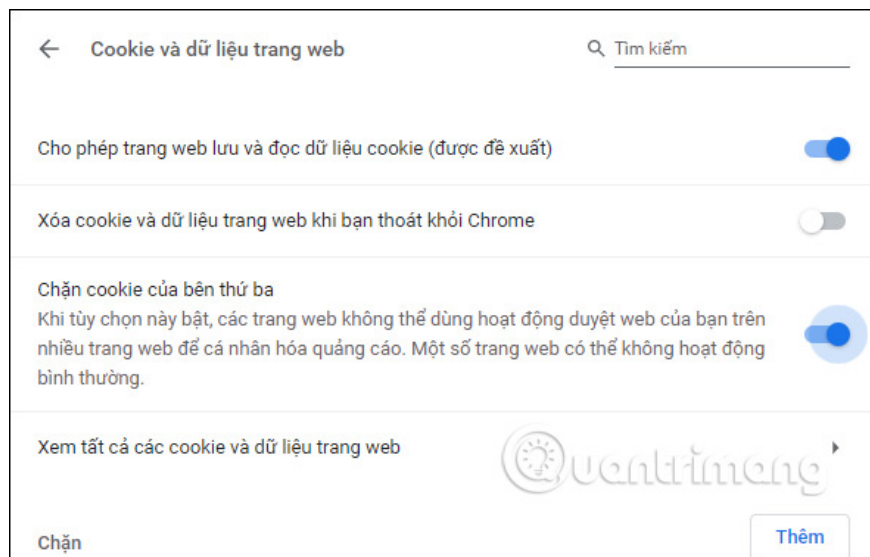 Cookie và dữ liệu trang web
Tìm kiếm
Cho phép trang web lưu và đọc dữ liệu cookie (được đề xuất)
Xóa cookie và dữ liệu trang web khi bạn thoát khỏi Chrome
Chặn cookie của bên thứ ba
Khi tùy chọn này bật, các trang web không thể dùng hoạt động duyệt web của bạn trên
nhiều trang web để cá nhân hóa quảng cáo. Một số trang web có thể không hoạt động
bình thường.
Xem tất cả các cookie và dữ liệu trang web
Quantrimang
Chặn
Thêm